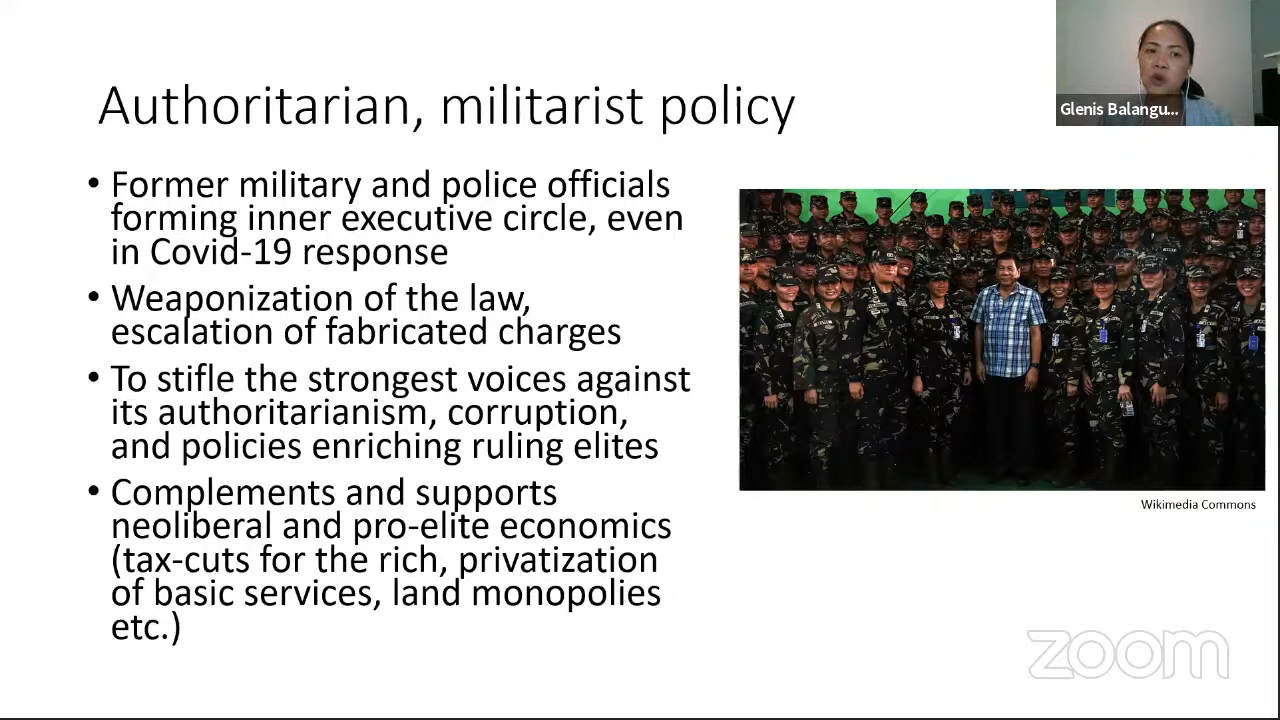 Authoritarian, militarist policy
Glenis Balangu...
• Former military and police officials
forming inner executive circle, even
in Covid-19 response
• Weaponization of the law,
escalation of fabricated charges
• To stifle the strongest voices against
its authoritarianism, corruption,
and policies enriching ruling elites
• Complements and supports
neoliberal and pro-elite economics
(tax-cuts for the rich, privatization
of basic services, land monopolies
etc.)
Wikimedia Commons
zoom